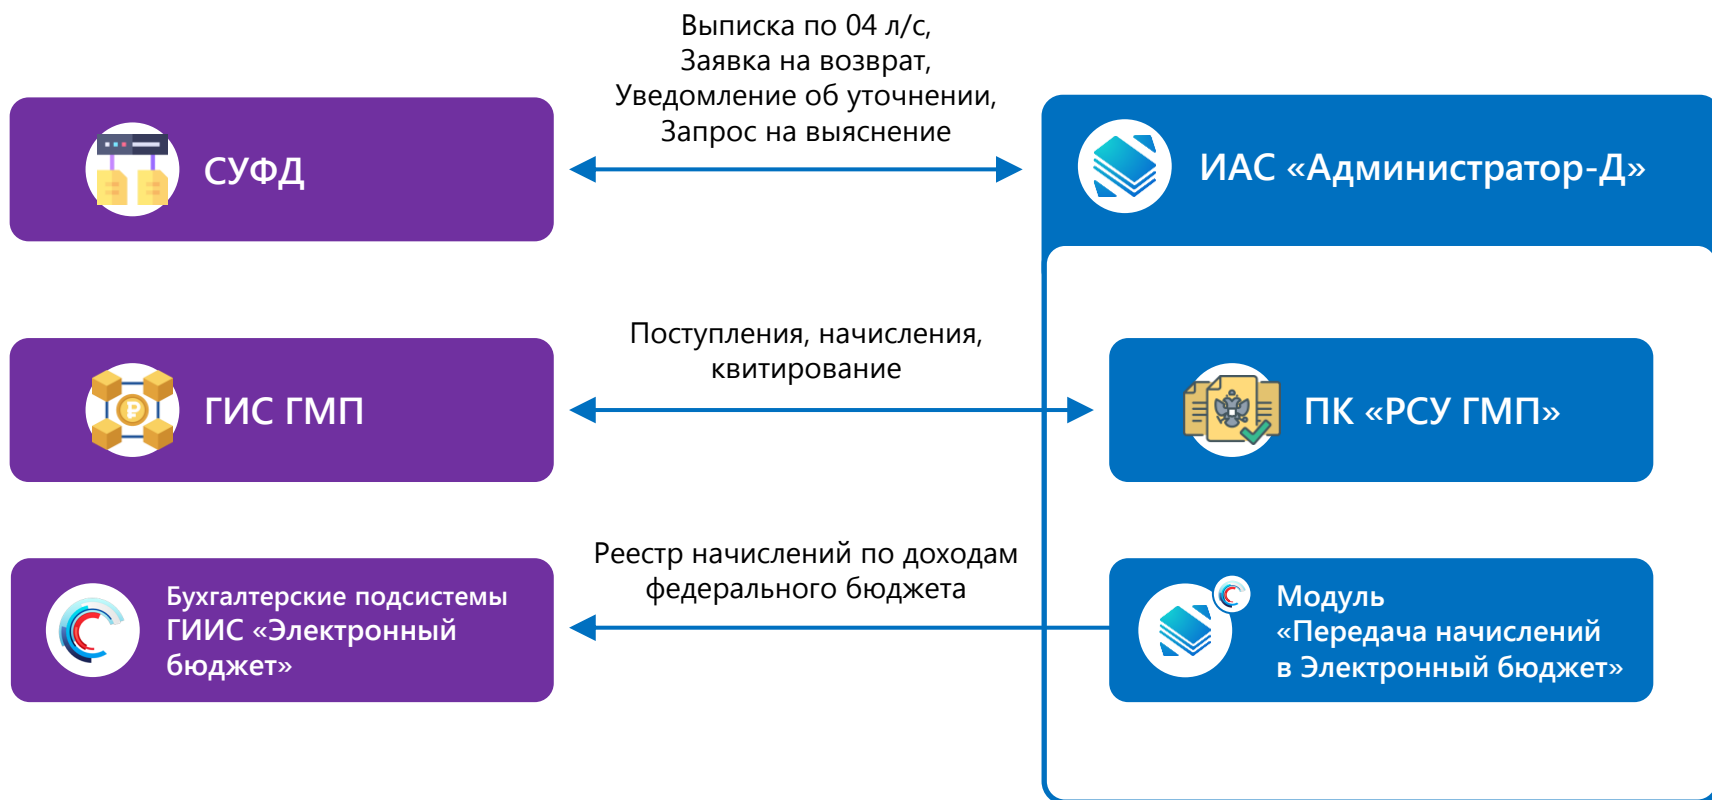 Выписка по 04 л/с,
Заявка на возврат,
Уведомление об уточнении,
Запрос на выяснение
СУФД
ИАС «Администратор-Д»
Поступления, начисления,
квитирование
ГИС ГМП
ПК «РСУ ГМП»
Реестр начислений по доходам
федерального бюджета
Бухгалтерские подсистемы
ГИИС «Электронный
бюджет»
Модуль
«Передача начислений
в Электронный бюджет»